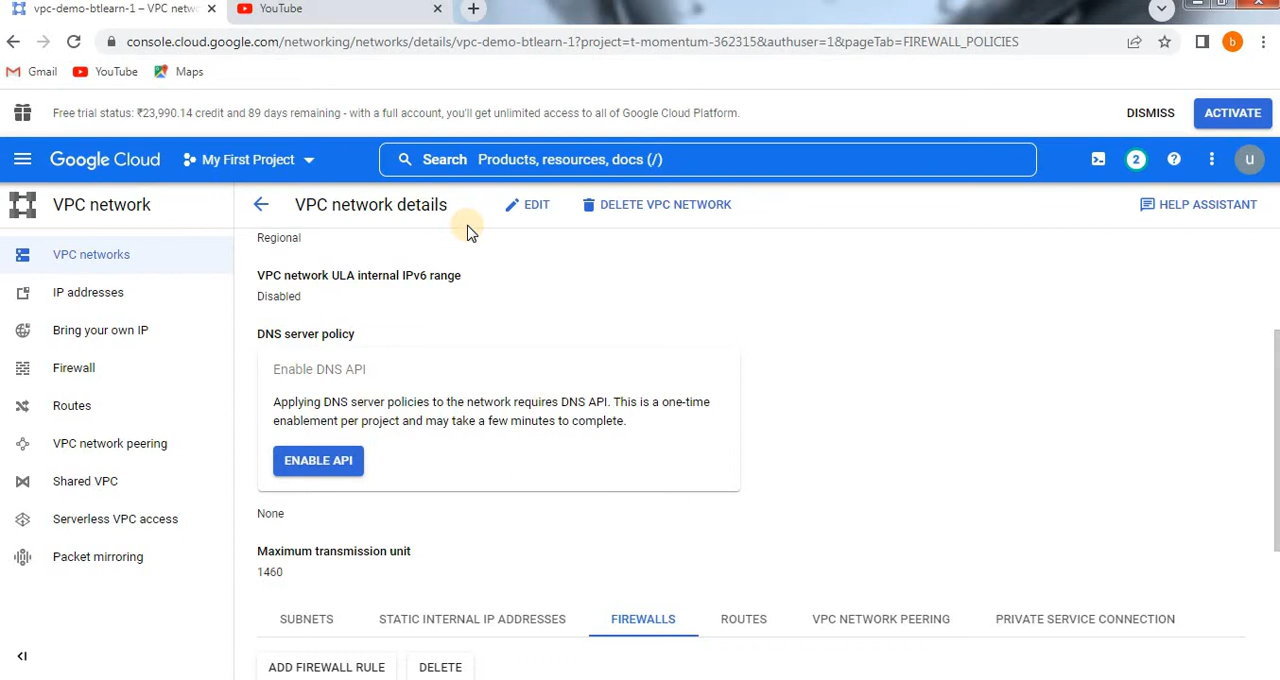 vpc-demo-btlearn-1 – VPC netwo
YouTube
console.cloud.google.com/networking/networks/details/vpc-demo-btlearn-1?project=t-momentum-362315&authuser=1&pageTab=FIREWALL_POLICIES
b
Gmail
YouTube
Maps
Free trial status: ₹23,990.14 credit and 89 days remaining - with a full account, you'll get unlimited access to all of Google Cloud Platform.
DISMISS
ACTIVATE
Google Cloud
My First Project
Search Products, resources, docs (/)
2
u
VPC network
VPC network details
EDIT
DELETE VPC NETWORK
HELP ASSISTANT
VPC networks
IP addresses
Bring your own IP
Firewall
Routes
VPC network peering
Shared VPC
Serverless VPC access
Packet mirroring
Regional
VPC network ULA internal IPv6 range
Disabled
DNS server policy
Enable DNS API
Applying DNS server policies to the network requires DNS API. This is a one-time
enablement per project and may take a few minutes to complete.
ENABLE API
None
Maximum transmission unit
1460
SUBNETS
STATIC INTERNAL IP ADDRESSES
FIREWALLS
ROUTES
VPC NETWORK PEERING
PRIVATE SERVICE CONNECTION
ADD FIREWALL RULE
DELETE